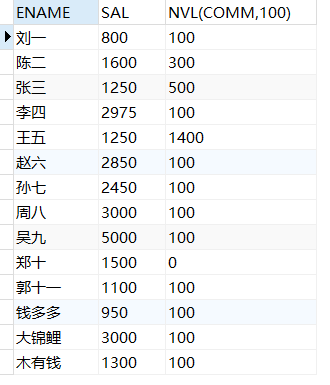 ENAME SAL NVL(COMM,100)
刘一 800 100
陈二 1600 300
张三 1250 500
李四 2975 100
王五 1250 1400
赵六 2850 100
孙七 2450 100
周八 3000 100
吴九 5000 100
郑十 1500 0
郭十一 1100 100
钱多多 950 100
大锦鲤 3000 100
木有钱 1300 100